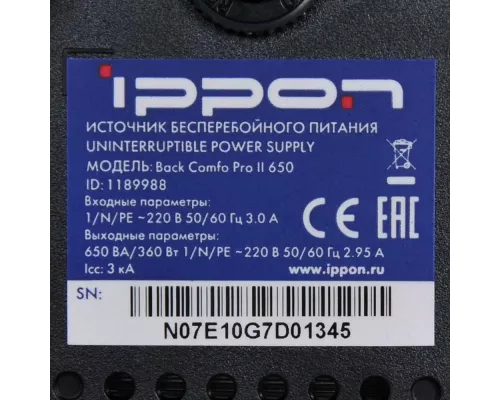 ippon
ИСТОЧНИК БЕСПЕРЕБОЙНОГО ПИТАНИЯ
UNINTERRUPTIBLE POWER SUPPLY
МОДЕЛЬ: Back Comfo Pro II 650
ID: 1189988
Входные параметры:
1/N/PE ~220 В 50/60 Гц 3.0 А
Выходные параметры:
650 ВА/360 Вт 1/N/PE ~220 В 50/60 Гц 2.95 А
Icc: 3 кА
CE EAC
www.ippon.ru
SN:
N07E10G7D01345